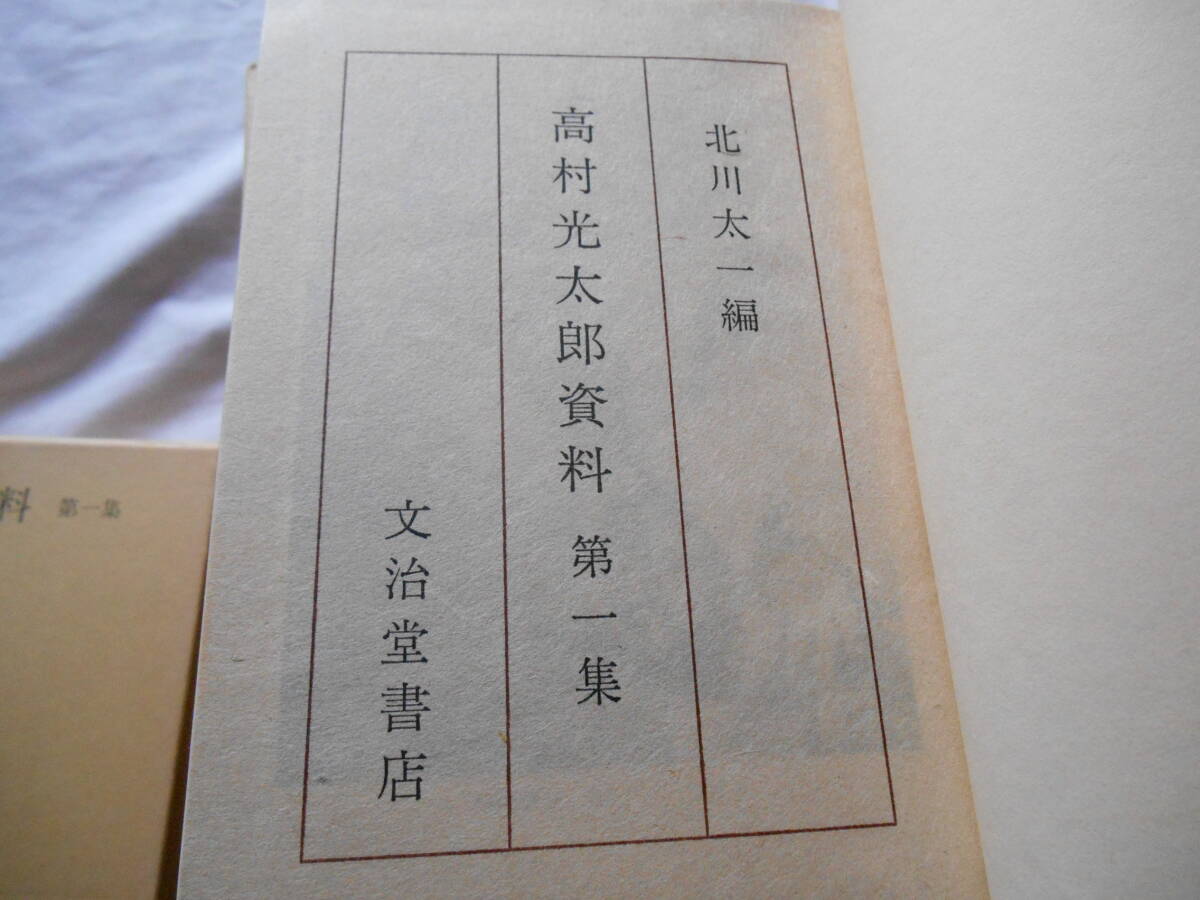 北川太一編
高村光太郎資料 第一集
文治堂書店
料 第一集